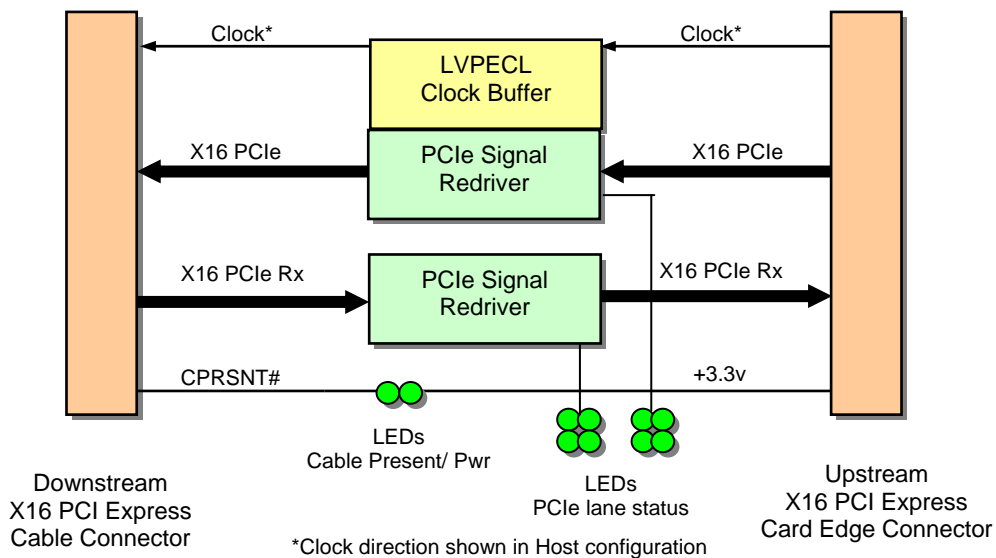 Clock*
Clock*
LVPECL
Clock Buffer
X16 PCIe
PCIe Signal
Redriver
X16 PCIe
X16 PCIe Rx
PCIe Signal
Redriver
X16 PCIe Rx
CPRSNT#
+3.3v
LEDs
Cable Present/ Pwr
LEDs
PCIe lane status
Downstream
X16 PCI Express
Cable Connector
Upstream
X16 PCI Express
Card Edge Connector
*Clock direction shown in Host configuration